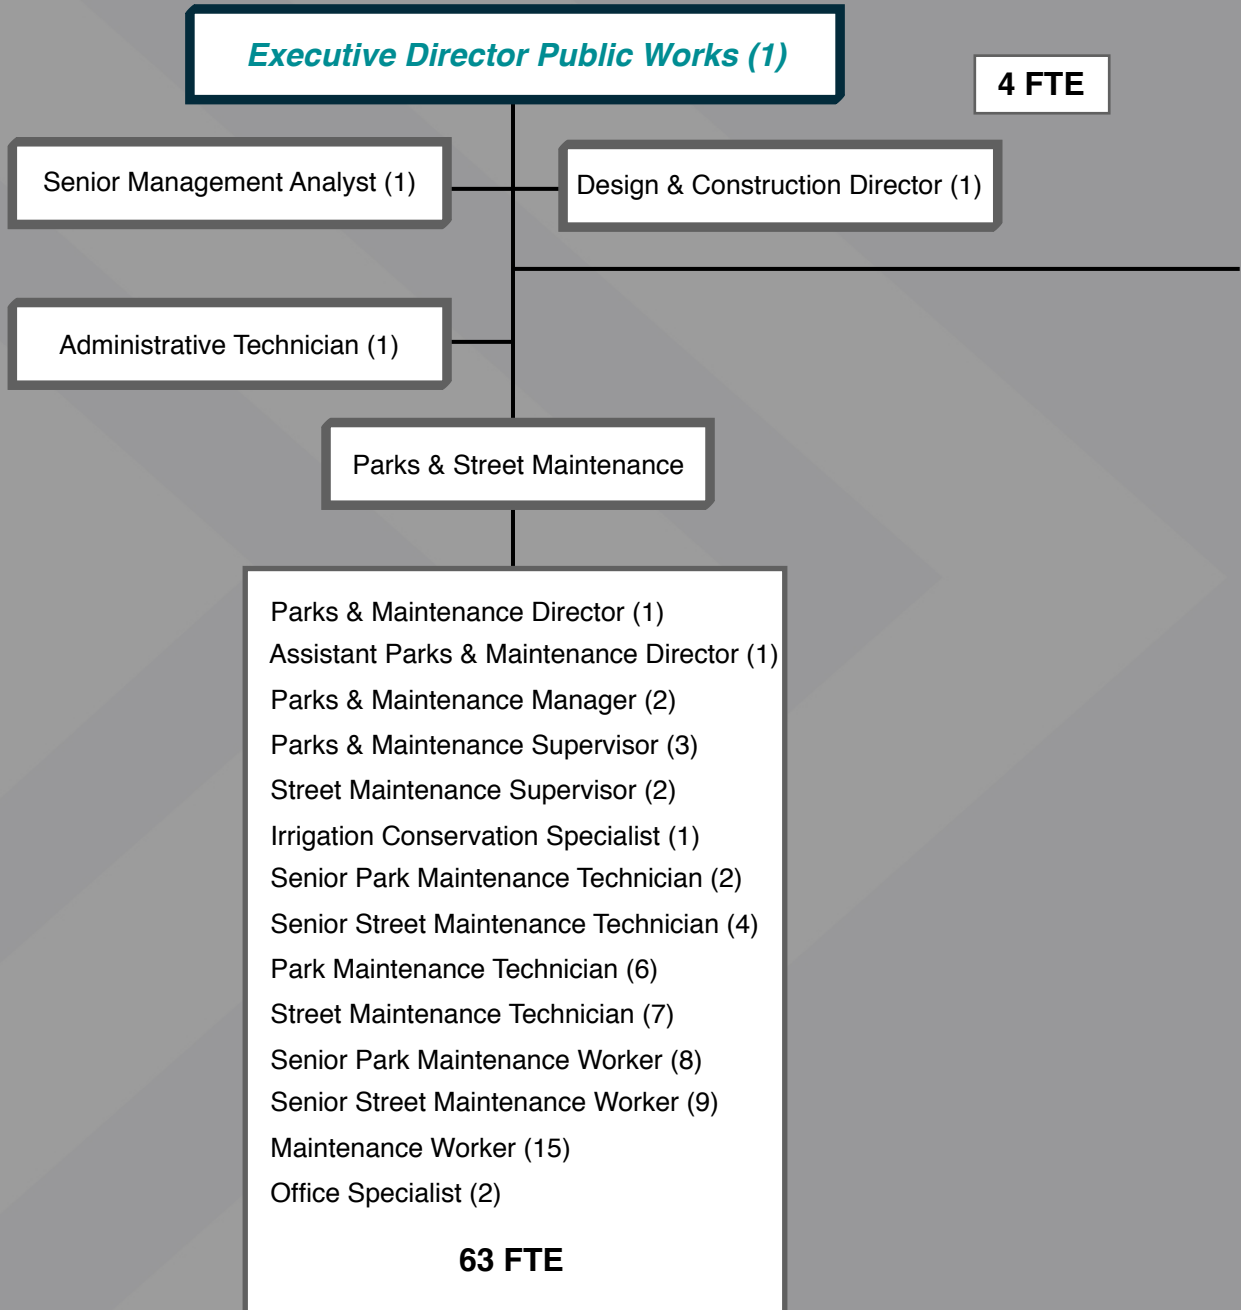 Executive Director Public Works (1)
4 FTE
Senior Management Analyst (1)
Design & Construction Director (1)
Administrative Technician (1)
Parks & Street Maintenance
Parks & Maintenance Director (1)
Assistant Parks & Maintenance Director (1)
Parks & Maintenance Manager (2)
Parks & Maintenance Supervisor (3)
Street Maintenance Supervisor (2)
Irrigation Conservation Specialist (1)
Senior Park Maintenance Technician (2)
Senior Street Maintenance Technician (4)
Park Maintenance Technician (6)
Street Maintenance Technician (7)
Senior Park Maintenance Worker (8)
Senior Street Maintenance Worker (9)
Maintenance Worker (15)
Office Specialist (2)
63 FTE